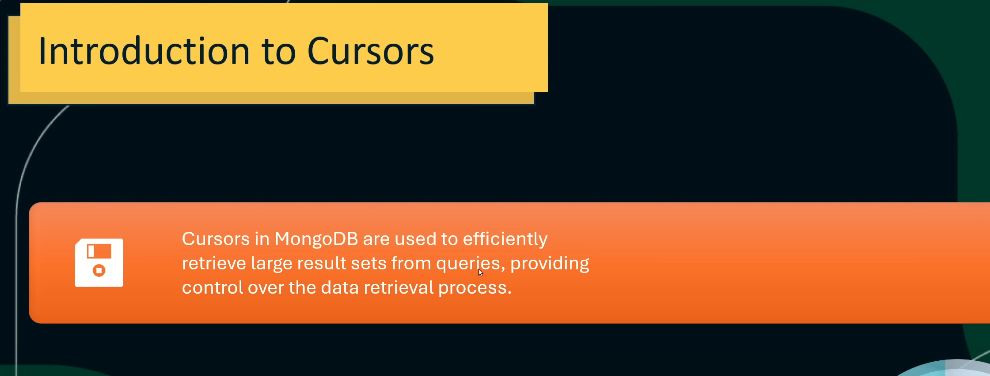 Introduction to Cursors
Cursors in MongoDB are used to efficiently
retrieve large result sets from queries, providing
control over the data retrieval process.